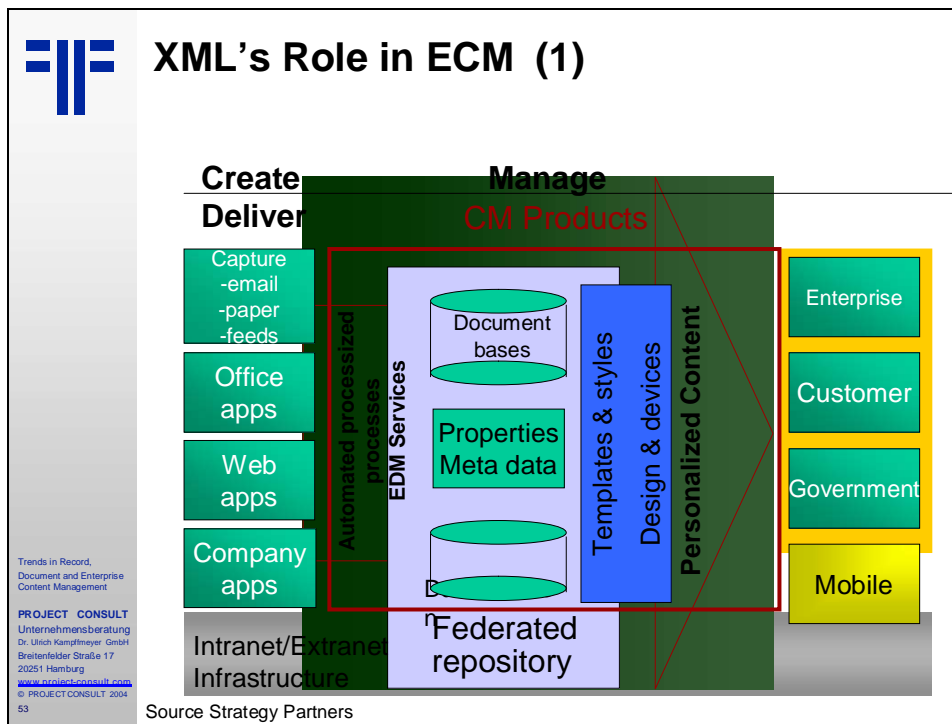 XML's Role in ECM (1)
Create
Manage
Deliver
CM Products
Capture
-email
-paper
-feeds
Office
apps
Web
apps
Company
apps
Automated processized
processes
EDM Services
Document
bases
Properties
Meta data
D
n
Federated
repository
Templates & styles
Design & devices
Personalized Content
Enterprise
Customer
Government
Mobile
Intranet/Extranet
Infrastructure
Trends in Record,
Document and Enterprise
Content Management
PROJECT CONSULT
Unternehmensberatung
Dr. Ulrich Kampffmeyer GmbH
Breitenfelder Straße 17
20251 Hamburg
www.project-consult.com
© PROJECT CONSULT 2004
53
Source Strategy Partners